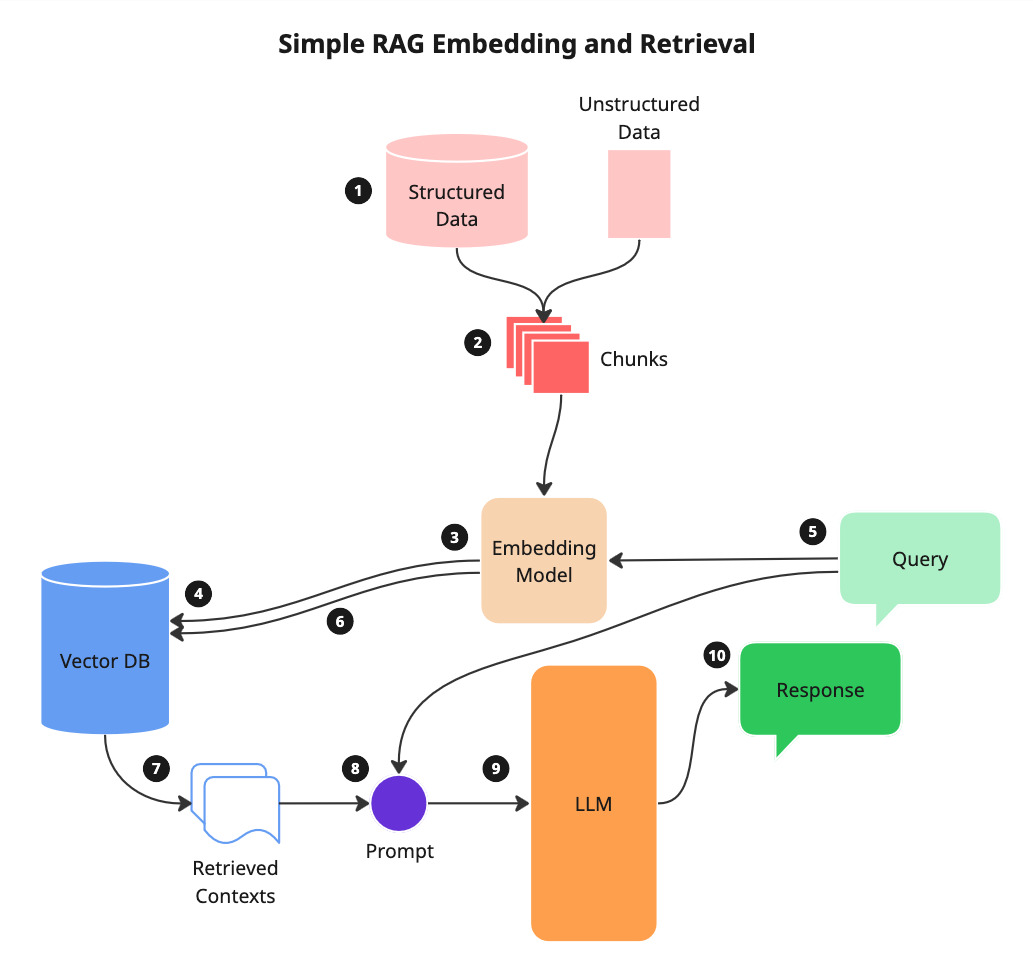 Simple RAG Embedding and Retrieval
Unstructured
Data
1
Structured
Data
2
Chunks
3
Embedding
Model
5
Query
4
6
Vector DB
10
Response
7
8
9
LLM
Prompt
Retrieved
Contexts